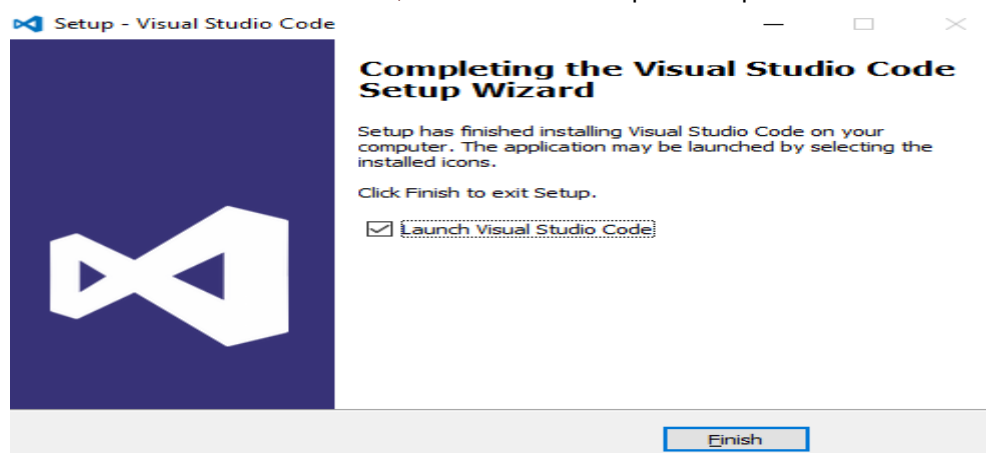 Setup - Visual Studio Code
Completing the Visual Studio Code
Setup Wizard
Setup has finished installing Visual Studio Code on your
computer. The application may be launched by selecting the
installed icons.
Click Finish to exit Setup.
Launch Visual Studio Code
Finish